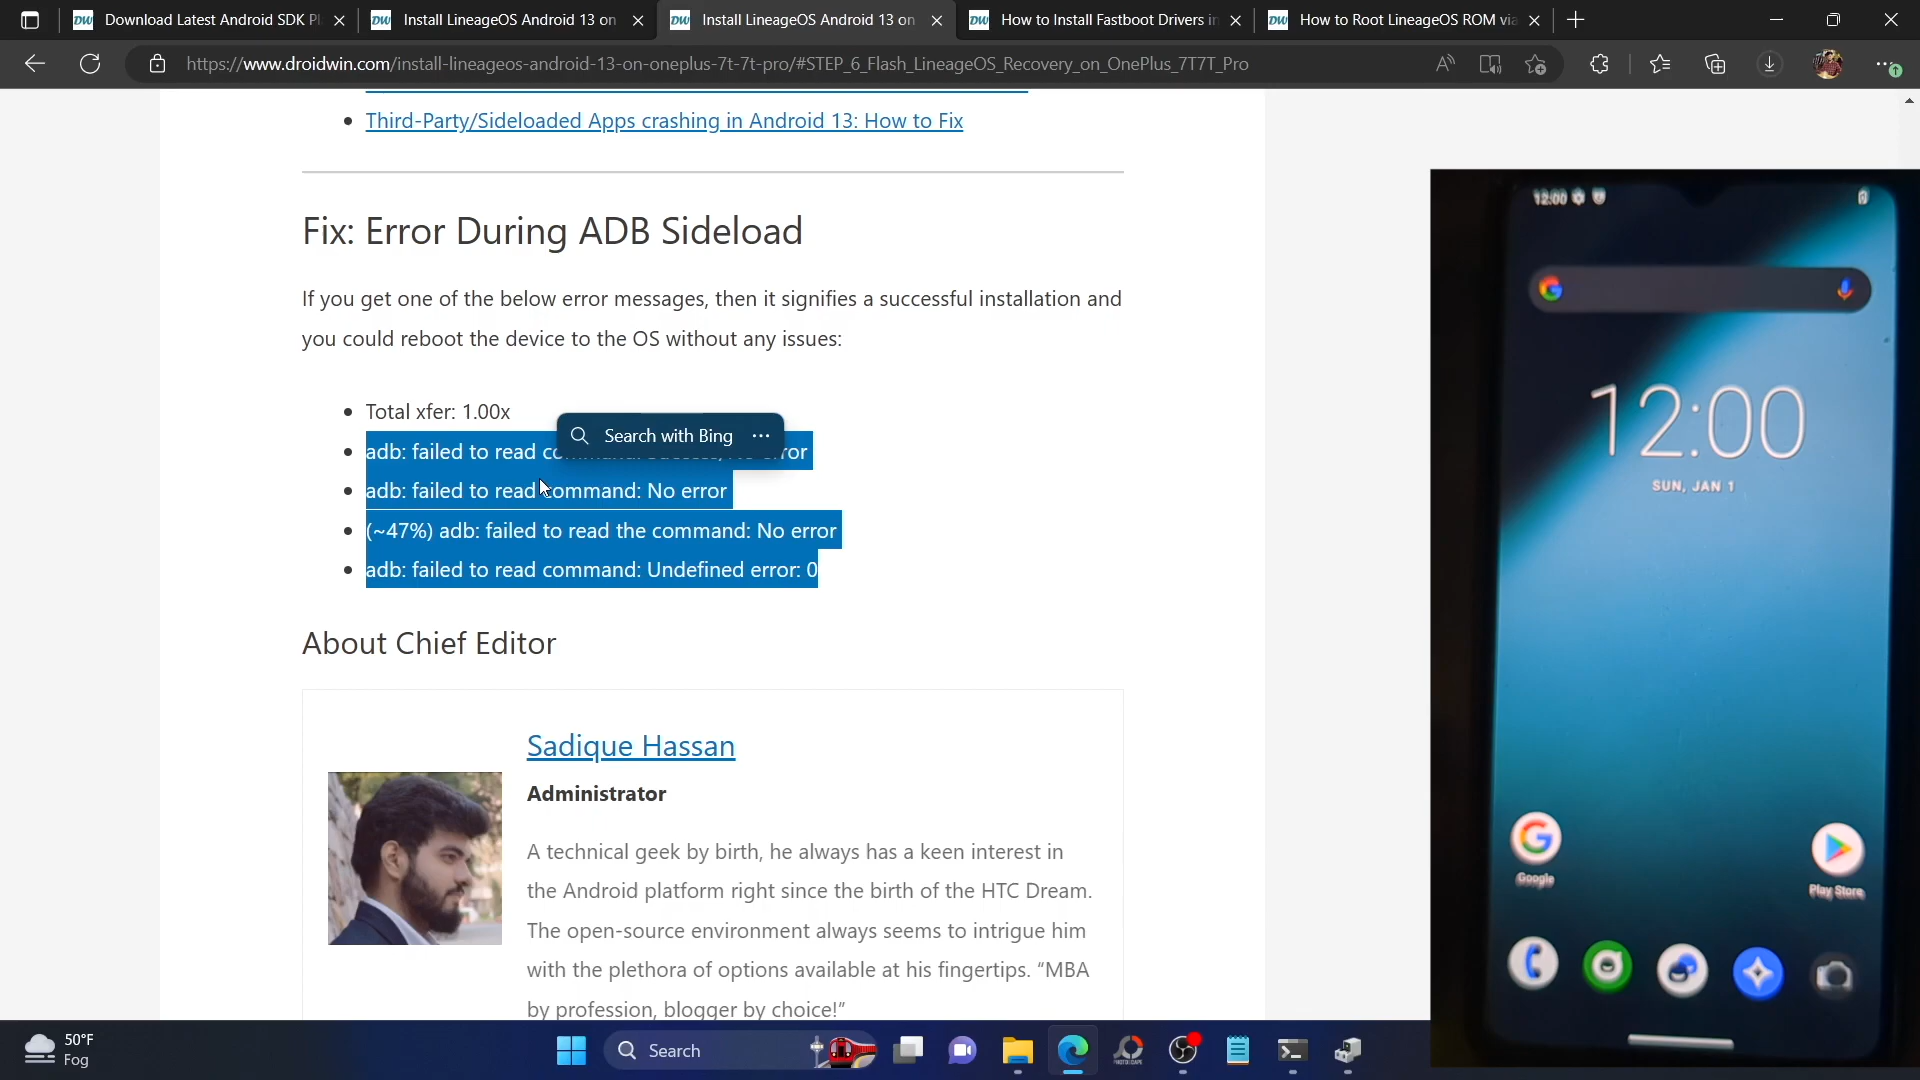 Download Latest Android SDK Pl
Install LineageOS Android 13 on
Install LineageOS Android 13 on
How to Install Fastboot Drivers in
How to Root LineageOS ROM via
https://www.droidwin.com/install-lineageos-android-13-on-oneplus-7t-7t-pro/#STEP_6_Flash_LineageOS_Recovery_on_OnePlus_7T7T_Pro
Third-Party/Sideloaded Apps crashing in Android 13: How to Fix
Fix: Error During ADB Sideload
If you get one of the below error messages, then it signifies a successful installation and
you could reboot the device to the OS without any issues:
Total xfer: 1.00x
Search with Bing
adb: failed to read
adb: failed to read command: No error
(~47%) adb: failed to read the command: No error
adb: failed to read command: Undefined error: 0
About Chief Editor
Sadique Hassan
Administrator
A technical geek by birth, he always has a keen interest in
the Android platform right since the birth of the HTC Dream.
The open-source environment always seems to intrigue him
with the plethora of options available at his fingertips. “MBA
by profession, blogger by choice!”
12:00
12:00
SUN, JAN 1
Google
Play Store
50°F
Fog
Search